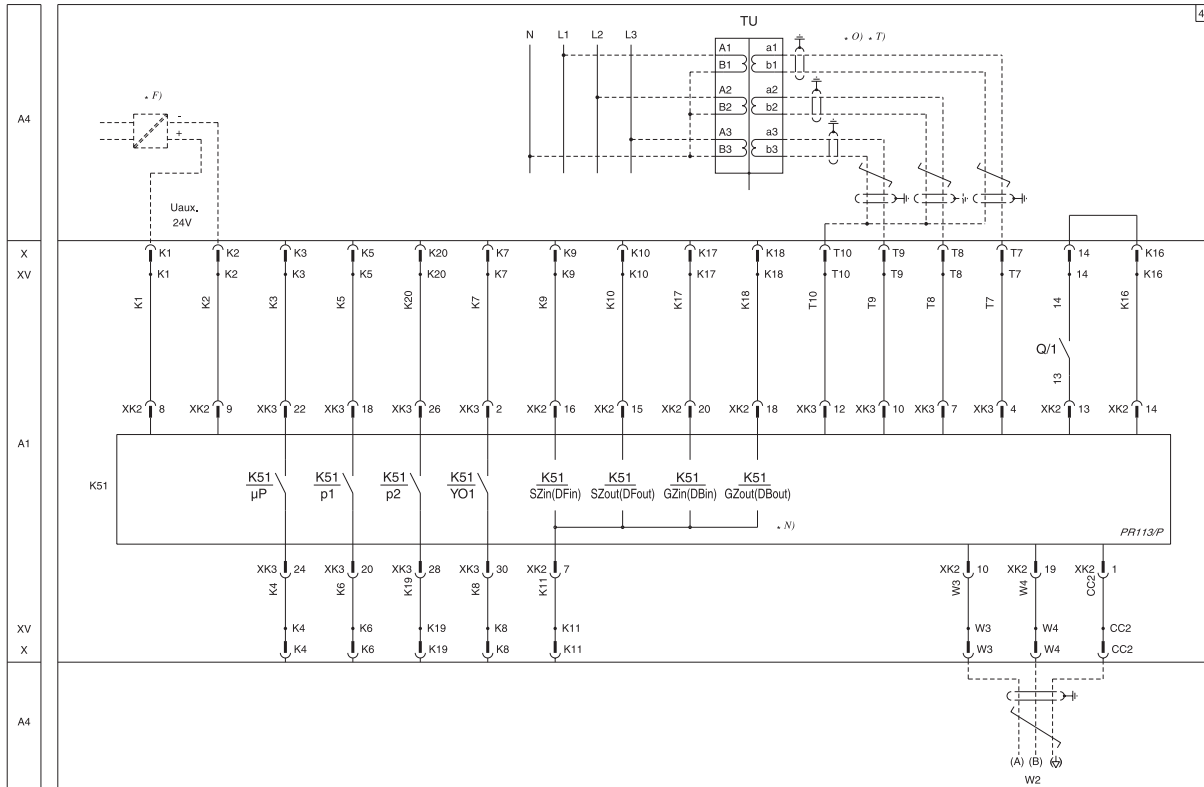 4
TU
N L1 L2 L3
* O) * T)
A1 a1
B1 b1
A2 a2
B2 b2
A3 a3
B3 b3
* F)
-
+
A4
Uaux.
24V
X
K1 K2 K3 K5 K20 K7 K9 K10 K17 K18 T10 T9 T8 T7 14 K16
XV
K1 K2 K3 K5 K20 K7 K9 K10 K17 K18 T10 T9 T8 T7 14 K16
K1 K2 K3 K5 K20 K7 K9 K10 K17 K18 T10 T9 T8 T7 14 K16
Q/1
13
XK2 8 XK2 9 XK3 22 XK3 18 XK3 26 XK3 2 XK2 16 XK2 15 XK2 20 XK2 18 XK3 12 XK3 10 XK3 7 XK3 4 XK2 13 XK2 14
A1
K51
K51 K51 K51 K51 K51 K51 K51 K51
µP p1 p2 YO1 SZin(DFin) SZout(DFout) GZin(DBin) GZout(DBout)
* N)
PR113/P
XK3 24 XK3 20 XK3 28 XK3 30 XK2 7 XK2 10 XK2 19 XK2 1
K4 K6 K19 K8 K11 W3 W4 CC2
XV
K4 K6 K19 K8 K11 W3 W4 CC2
X
K4 K6 K19 K8 K11 W3 W4 CC2
A4
(A) (B)
W2